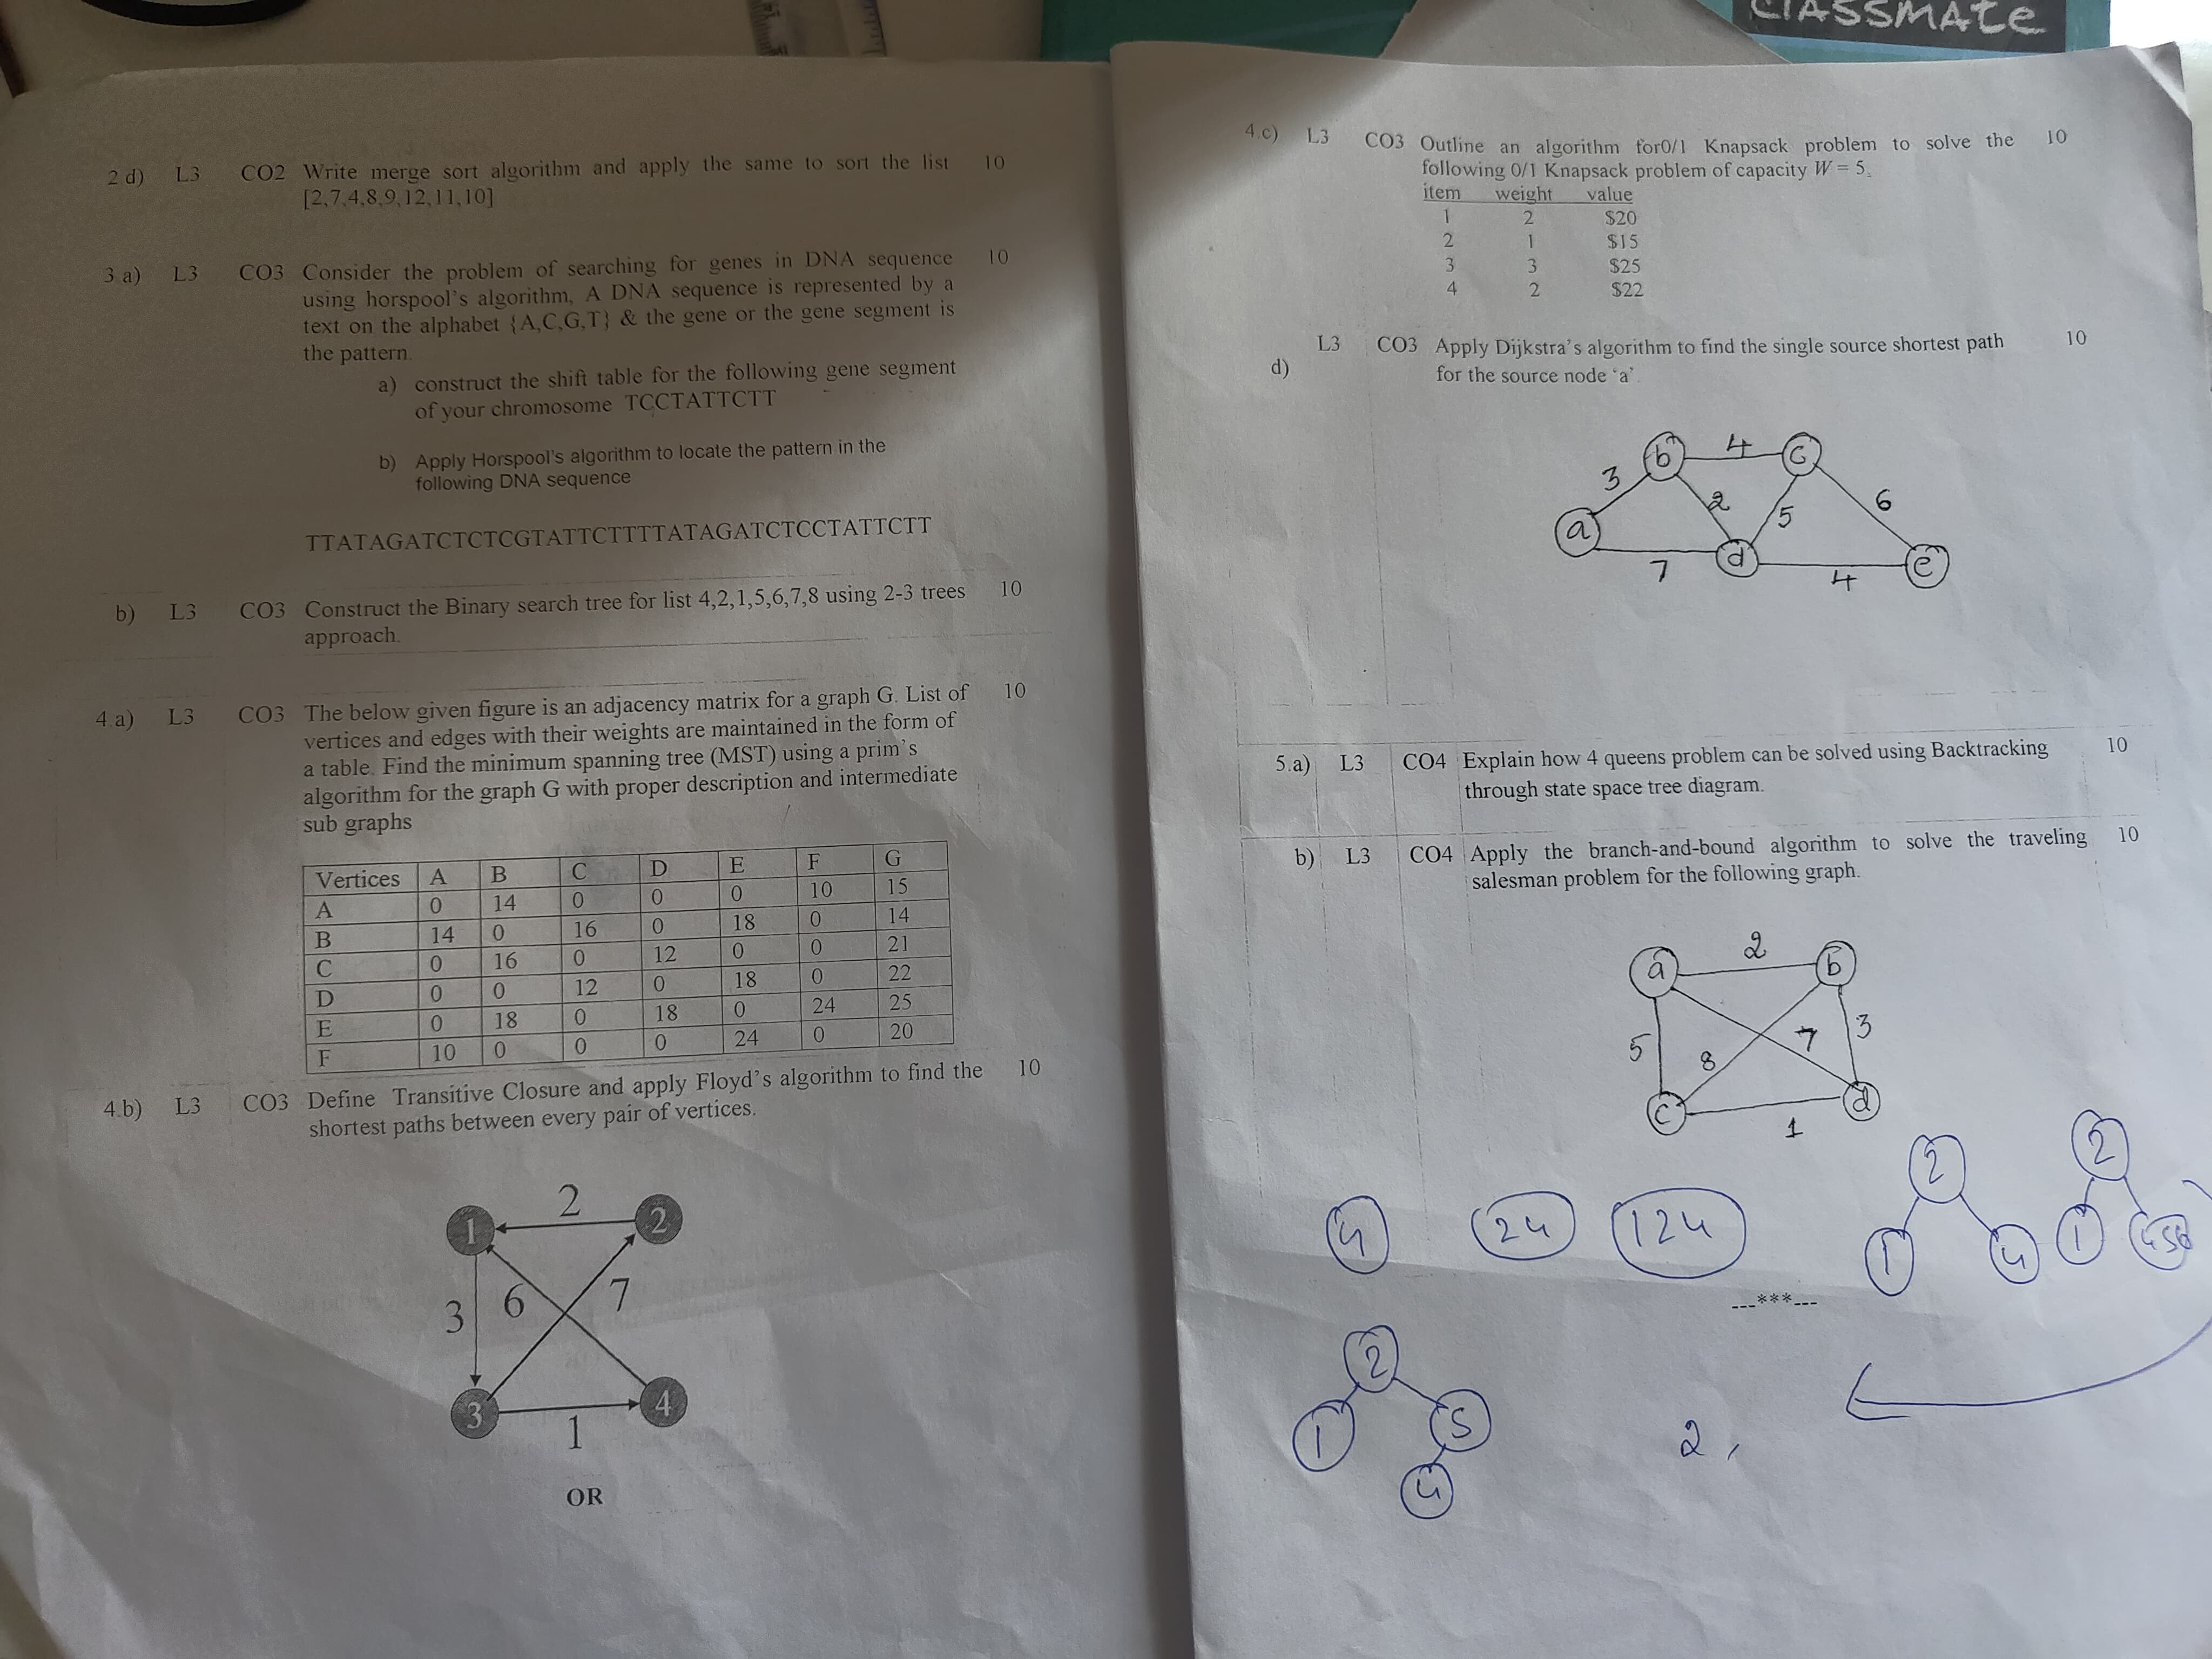 CLASSMATE
2 d) L3 CO2 Write merge sort algorithm and apply the same to sort the list 10
[2,7,4,8,9,12,11,10]
3 a) L3 CO3 Consider the problem of searching for genes in DNA sequence 10
using horspool's algorithm, A DNA sequence is represented by a
text on the alphabet {A,C,G,T} & the gene or the gene segment is
the pattern.
a) construct the shift table for the following gene segment
of your chromosome TCCTATTCTT
b) Apply Horspool's algorithm to locate the pattern in the
following DNA sequence
TTATAGATCTCTCGTATTCTTTTATAGATCTCCTATTCTT
b) L3 CO3 Construct the Binary search tree for list 4,2,1,5,6,7,8 using 2-3 trees 10
approach.
4 a) L3 CO3 The below given figure is an adjacency matrix for a graph G. List of 10
vertices and edges with their weights are maintained in the form of
a table. Find the minimum spanning tree (MST) using a prim's
algorithm for the graph G with proper description and intermediate
sub graphs
Vertices A B C D E F G
A 0 14 0 0 0 10 15
B 14 0 16 0 18 0 14
C 0 16 0 12 0 0 21
D 0 0 12 0 18 0 22
E 0 18 0 18 0 24 25
F 10 0 0 0 24 0 20
4.b) L3 CO3 Define Transitive Closure and apply Floyd's algorithm to find the 10
shortest paths between every pair of vertices.
1 2 2
3 6 7
3 1 4
OR
4 c) L3 CO3 Outline an algorithm for0/1 Knapsack problem to solve the 10
following 0/1 Knapsack problem of capacity W = 5.
item weight value
1 2 $20
2 1 $15
3 3 $25
4 2 $22
d) L3 CO3 Apply Dijkstra's algorithm to find the single source shortest path 10
for the source node 'a'
b 4 c
3 2 5 6
a 7 d 4 e
5.a) L3 CO4 Explain how 4 queens problem can be solved using Backtracking 10
through state space tree diagram.
b) L3 CO4 Apply the branch-and-bound algorithm to solve the traveling 10
salesman problem for the following graph.
a 2 b
5 8 7 3
c 1 d
4 24 124
2
1 4
2
1 456
---***---
2
1 5
4
2,